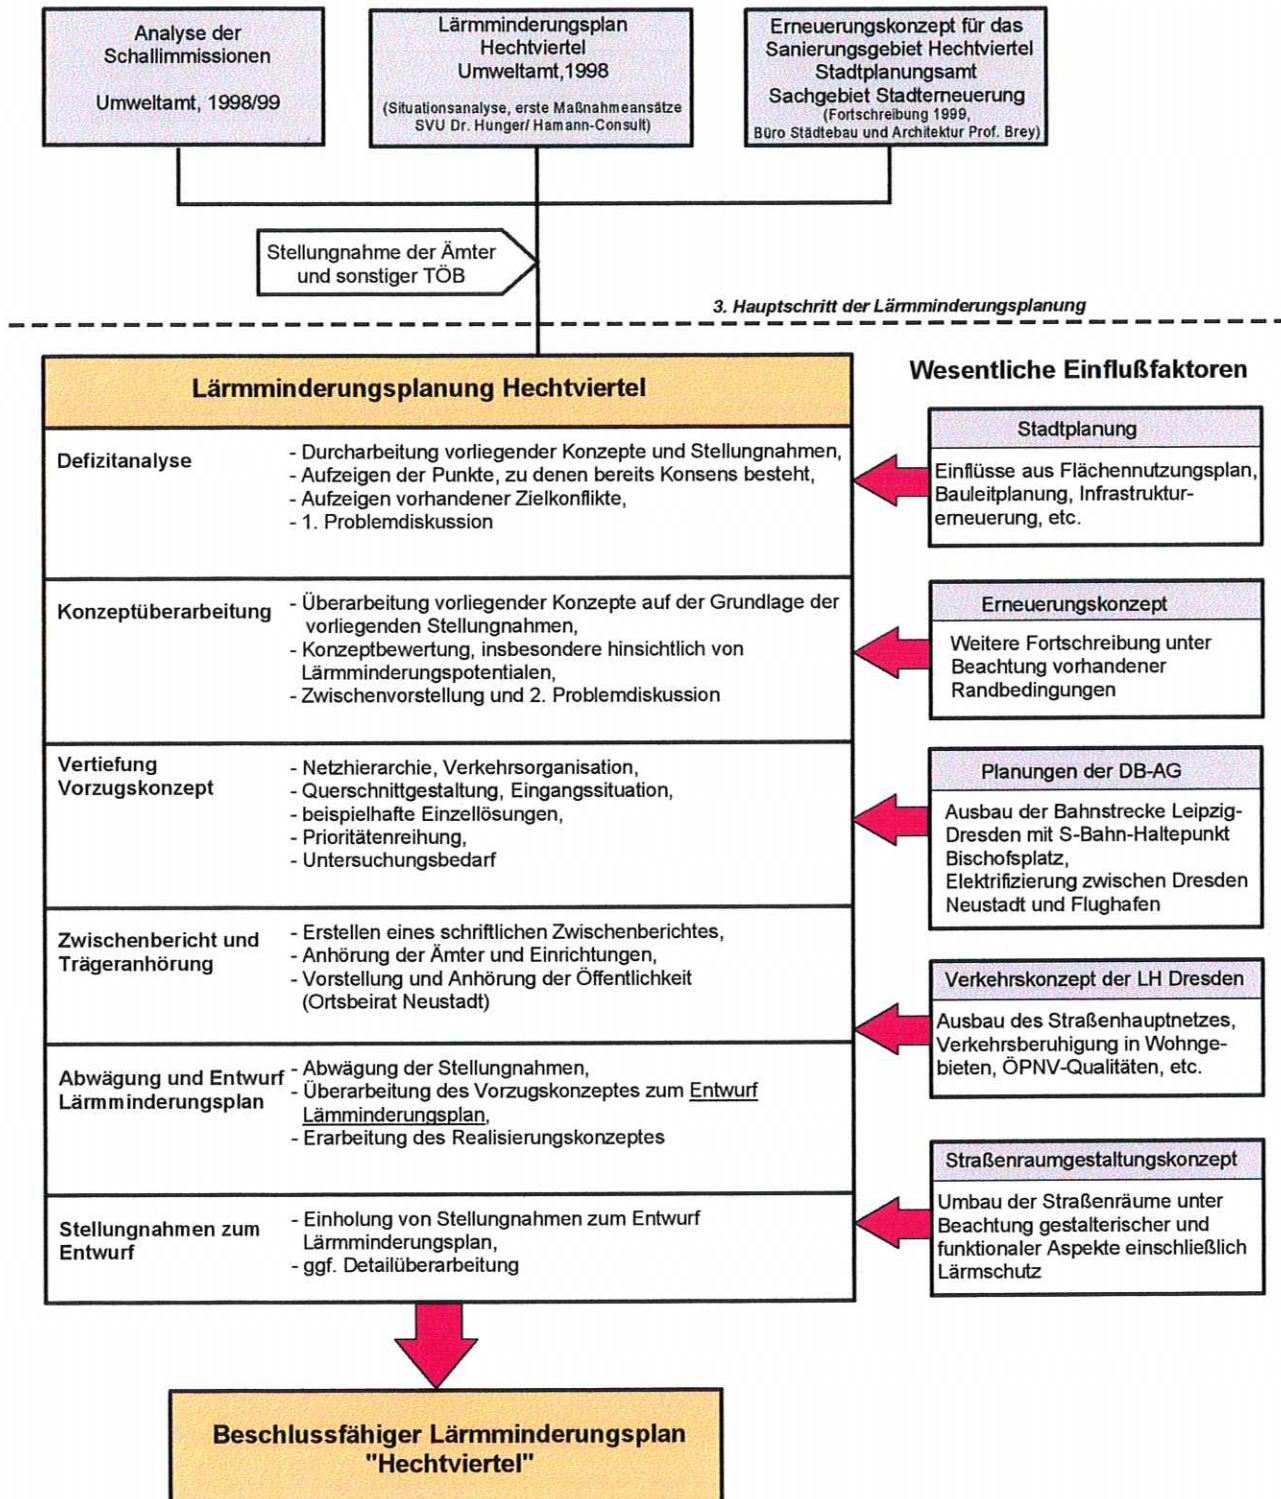 Analyse der
Schallimmissionen
Umweltamt, 1998/99
Lärmminderungsplan
Hechtviertel
Umweltamt,1998
(Situationsanalyse, erste Maßnahmeansätze
SVU Dr. Hunger/ Hamann-Consult)
Erneuerungskonzept für das
Sanierungsgebiet Hechtviertel
Stadtplanungsamt
Sachgebiet Stadterneuerung
(Fortschreibung 1999,
Büro Städtebau und Architektur Prof. Brey)
Stellungnahme der Ämter
und sonstiger TÖB
3. Hauptschritt der Lärmminderungsplanung
Lärmminderungsplanung Hechtviertel
Defizitanalyse
- Durcharbeitung vorliegender Konzepte und Stellungnahmen,
- Aufzeigen der Punkte, zu denen bereits Konsens besteht,
- Aufzeigen vorhandener Zielkonflikte,
- 1. Problemdiskussion
Konzeptüberarbeitung
- Überarbeitung vorliegender Konzepte auf der Grundlage der
vorliegenden Stellungnahmen,
- Konzeptbewertung, insbesondere hinsichtlich von
Lärmminderungspotentialen,
- Zwischenvorstellung und 2. Problemdiskussion
Vertiefung
Vorzugskonzept
- Netzhierarchie, Verkehrsorganisation,
- Querschnittgestaltung, Eingangssituation,
- beispielhafte Einzellösungen,
- Prioritätenreihung,
- Untersuchungsbedarf
Zwischenbericht und
Trägeranhörung
- Erstellen eines schriftlichen Zwischenberichtes,
- Anhörung der Ämter und Einrichtungen,
- Vorstellung und Anhörung der Öffentlichkeit
(Ortsbeirat Neustadt)
Abwägung und Entwurf
Lärmminderungsplan
- Abwägung der Stellungnahmen,
- Überarbeitung des Vorzugskonzeptes zum Entwurf
Lämminderungsplan,
- Erarbeitung des Realisierungskonzeptes
Stellungnahmen zum
Entwurf
- Einholung von Stellungnahmen zum Entwurf
Lärmminderungsplan,
- ggf. Detailüberarbeitung
Wesentliche Einflußfaktoren
Stadtplanung
Einflüsse aus Flächennutzungsplan,
Bauleitplanung, Infrastruktur-
erneuerung, etc.
Erneuerungskonzept
Weitere Fortschreibung unter
Beachtung vorhandener
Randbedingungen
Planungen der DB-AG
Ausbau der Bahnstrecke Leipzig-
Dresden mit S-Bahn-Haltepunkt
Bischofsplatz,
Elektrifizierung zwischen Dresden
Neustadt und Flughafen
Verkehrskonzept der LH Dresden
Ausbau des Straßenhauptnetzes,
Verkehrsberuhigung in Wohnge-
bieten, ÖPNV-Qualitäten, etc.
Straßenraumgestaltungskonzept
Umbau der Straßenräume unter
Beachtung gestalterischer und
funktionaler Aspekte einschließlich
Lärmschutz
Beschlussfähiger Lärmminderungsplan
"Hechtviertel"